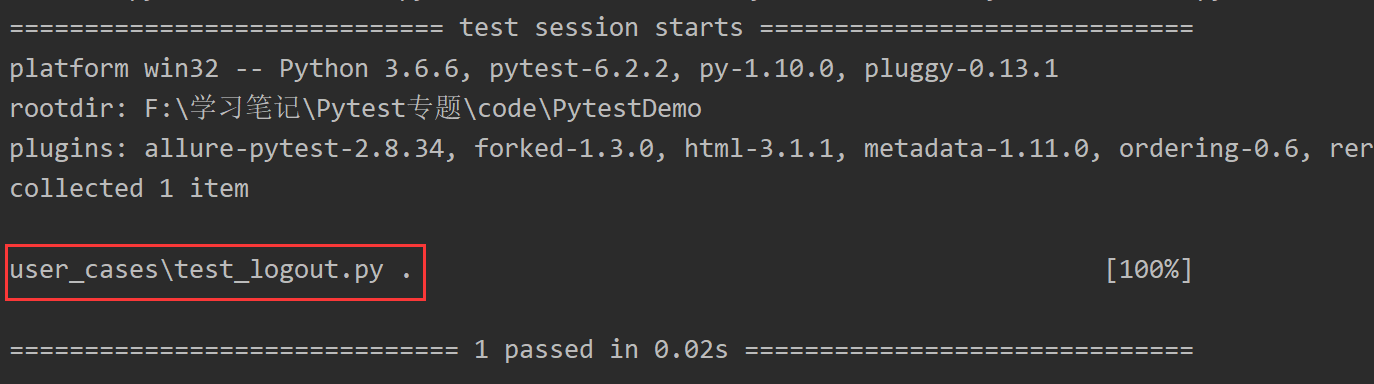 ============================= test session starts =============================
platform win32 -- Python 3.6.6, pytest-6.2.2, py-1.10.0, pluggy-0.13.1
rootdir: F:\学习笔记\Pytest专题\code\PytestDemo
plugins: allure-pytest-2.8.34, forked-1.3.0, html-3.1.1, metadata-1.11.0, ordering-0.6, rer
collected 1 item
user_cases\test_logout.py . [100%]
============================== 1 passed in 0.02s ==============================